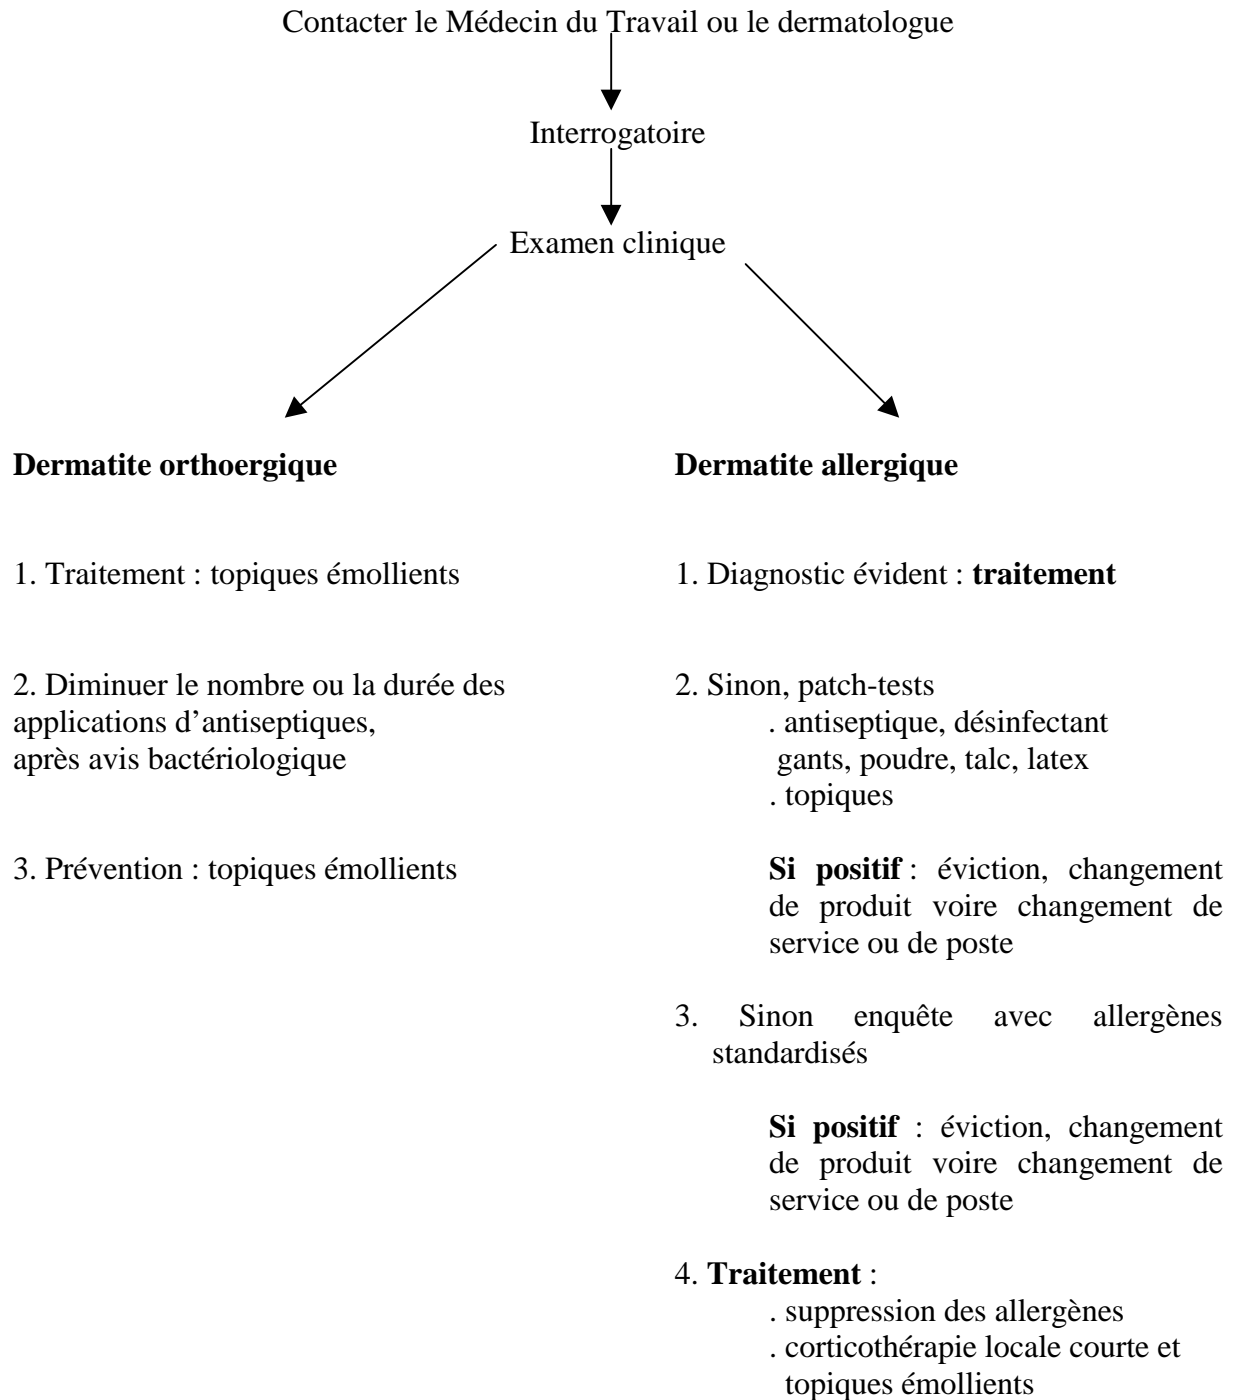 Contacter le Médecin du Travail ou le dermatologue
Interrogatoire
Examen clinique
Dermatite orthoergique
1. Traitement : topiques émollients
2. Diminuer le nombre ou la durée des
applications d’antiseptiques,
après avis bactériologique
3. Prévention : topiques émollients
Dermatite allergique
1. Diagnostic évident : traitement
2. Sinon, patch-tests
. antiseptique, désinfectant
gants, poudre, talc, latex
. topiques
Si positif : éviction, changement
de produit voire changement de
service ou de poste
3. Sinon enquête avec allergènes
standardisés
Si positif : éviction, changement
de produit voire changement de
service ou de poste
4. Traitement :
. suppression des allergènes
. corticothérapie locale courte et
topiques émollients